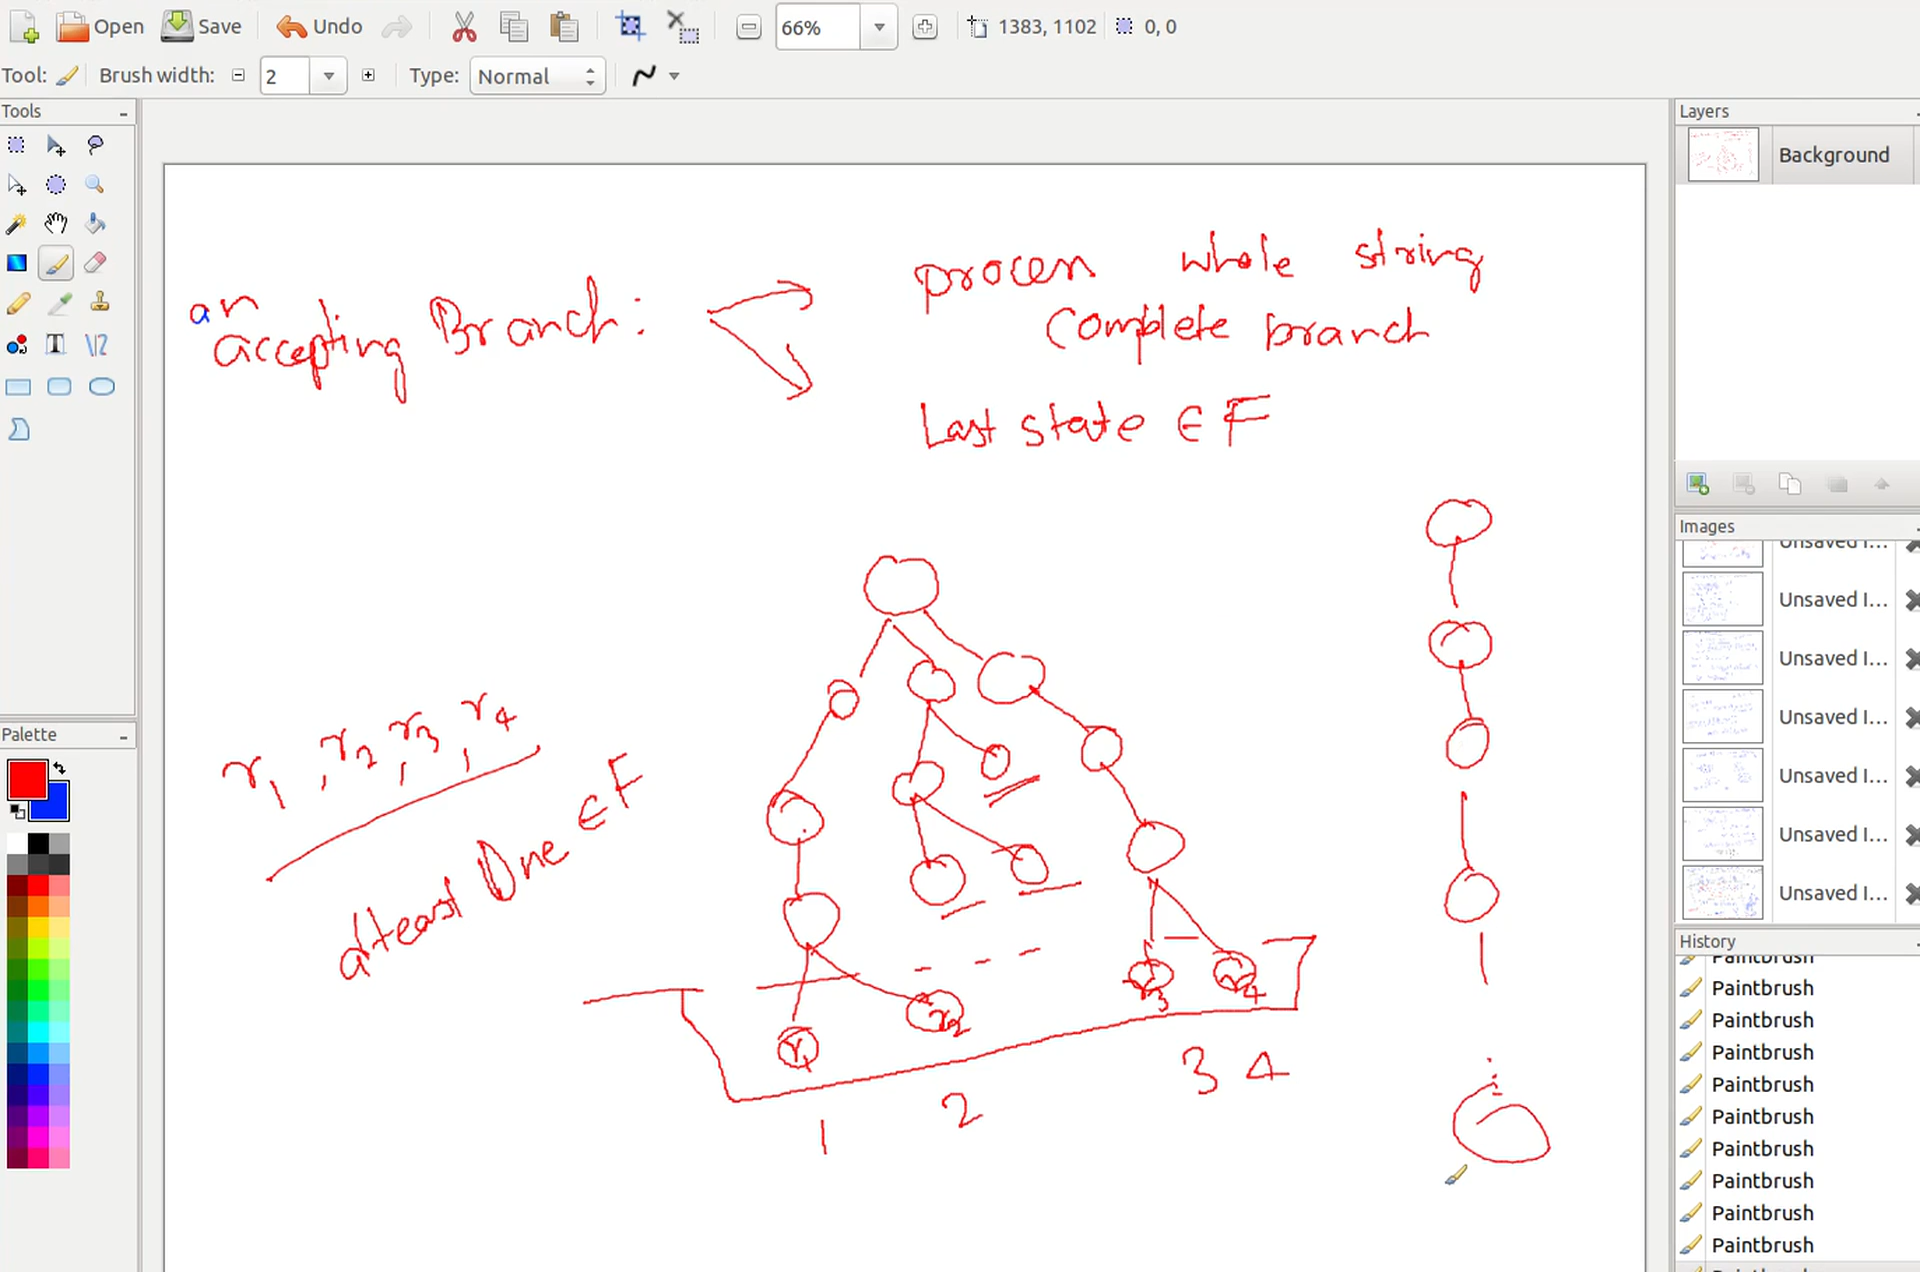 Open Save Undo 66% 1383, 1102 0, 0
Tool: Brush width: 2 Type: Normal
Tools
Layers
Background
Images
Unsaved I...
Unsaved I...
Unsaved I...
Unsaved I...
Unsaved I...
Unsaved I...
Unsaved I...
History
Paintbrush
Paintbrush
Paintbrush
Paintbrush
Paintbrush
Paintbrush
Paintbrush
Paintbrush
Paintbrush
Paintbrush
Palette
an
accepting Branch:
process whole string
Complete branch
Last state ∈ F
r1, r2, r3, r4
atleast One ∈ F
r1 r2 r3 r4
1 2 3 4